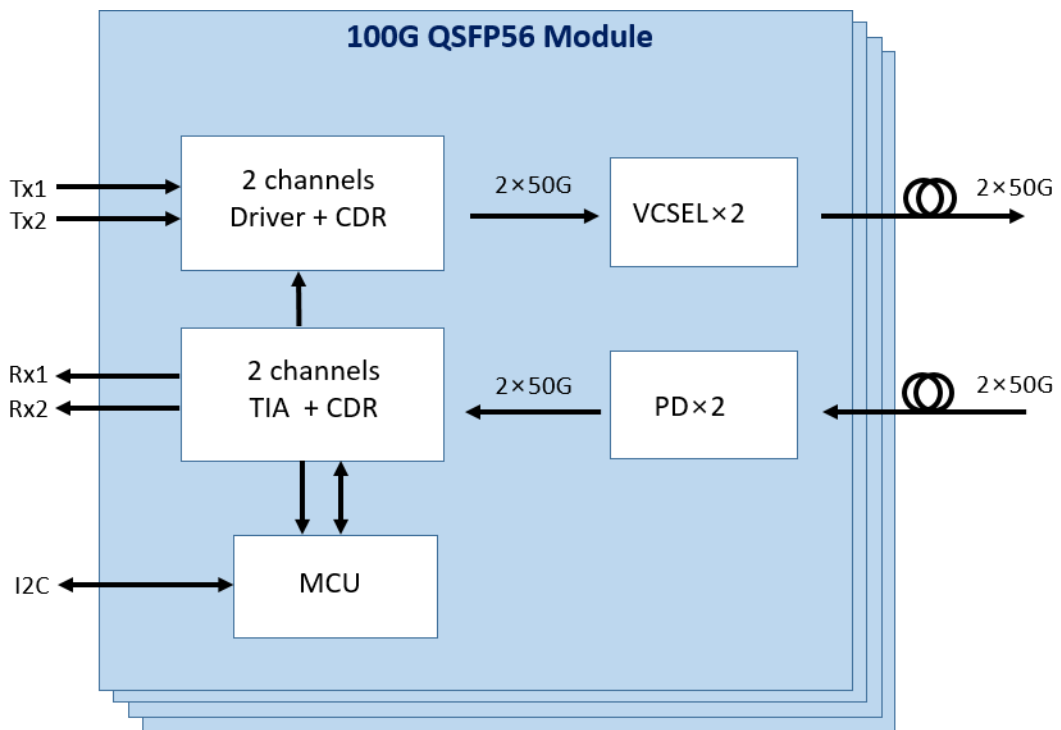 100G QSFP56 Module
Tx1
Tx2
2 channels
Driver + CDR
2×50G
VCSEL×2
2×50G
Rx1
Rx2
2 channels
TIA + CDR
2×50G
PD×2
2×50G
I2C
MCU